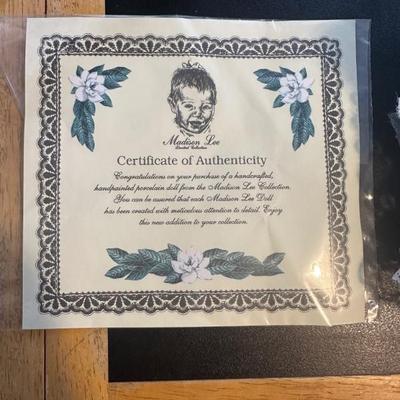 Madison Lee
Limited Collection
Certificate of Authenticity
Congratulations on your purchase of a handcrafted,
handpainted porcelain doll from the Madison Lee Collection.
You can be assured that each Madison Lee Doll
has been created with meticulous attention to detail. Enjoy
this new addition to your collection.